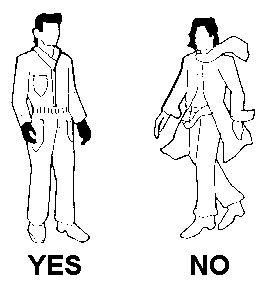 YES NO